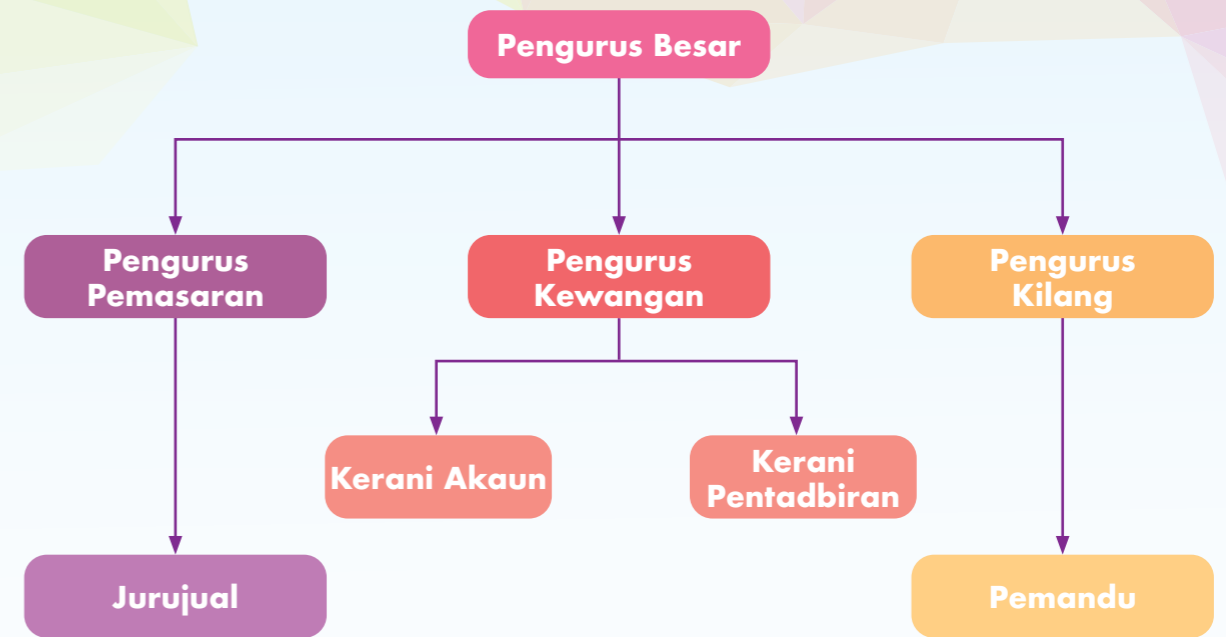 Pengurus Besar
Pengurus
Pemasaran
Pengurus
Kewangan
Pengurus
Kilang
Kerani Akaun
Kerani
Pentadbiran
Jurujual
Pemandu